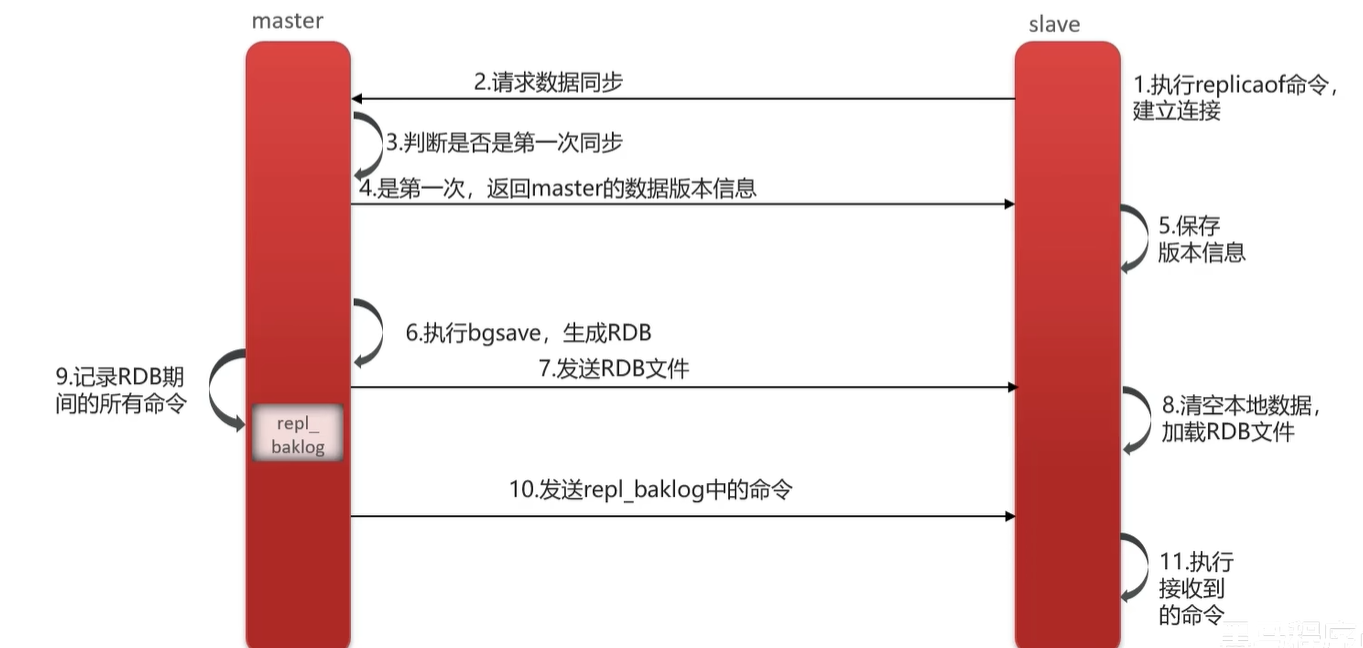 master
slave
2.请求数据同步
1.执行replicaof命令，
建立连接
3.判断是否是第一次同步
4.是第一次，返回master的数据版本信息
5.保存
版本信息
6.执行bgsave，生成RDB
7.发送RDB文件
9.记录RDB期
间的所有命令
repl_
baklog
8.清空本地数据，
加载RDB文件
10.发送repl_baklog中的命令
11.执行
接收到
的命令